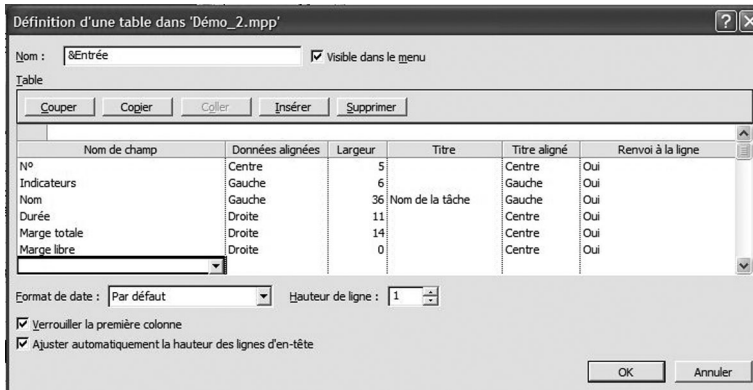 Définition d'une table dans 'Démo_2.mpp'
Nom : &Entrée Visible dans le menu
Table
Couper Copier Coller Insérer Supprimer
Nom de champ Données alignées Largeur Titre Titre aligné Renvoi à la ligne
N° Centre 5 Centre Oui
Indicateurs Gauche 6 Gauche Oui
Nom Gauche 36 Nom de la tâche Gauche Oui
Durée Droite 11 Centre Oui
Marge totale Droite 14 Centre Oui
Marge libre Droite 0 Centre Oui
Format de date : Par défaut Hauteur de ligne : 1
Verrouiller la première colonne
Ajuster automatiquement la hauteur des lignes d'en-tête
OK Annuler